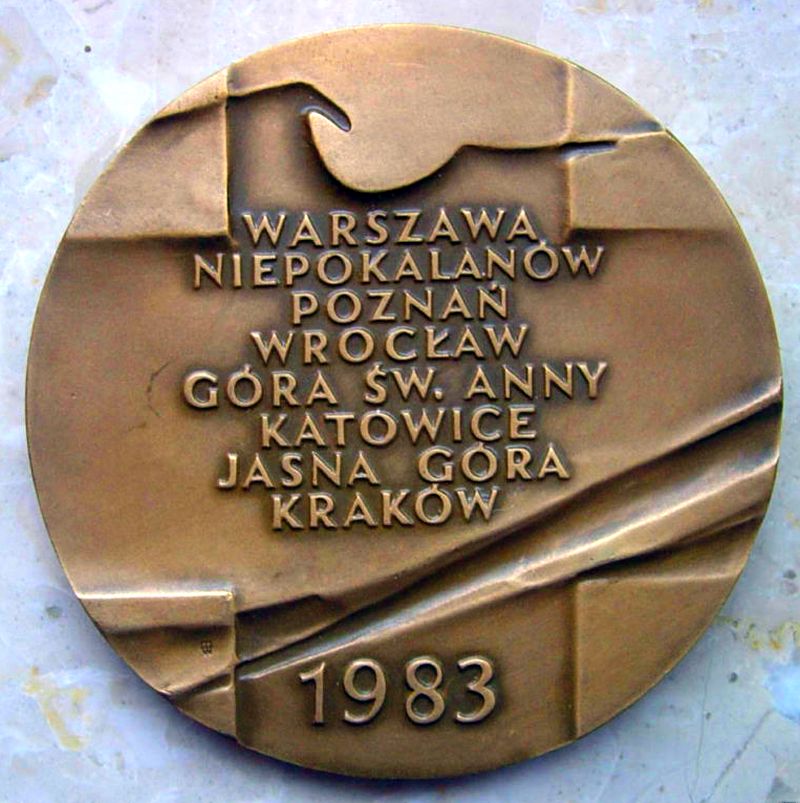 WARSZAWA
NIEPOKALANÓW
POZNAŃ
WROCŁAW
GÓRA ŚW. ANNY
KATOWICE
JASNA GÓRA
KRAKÓW
1983